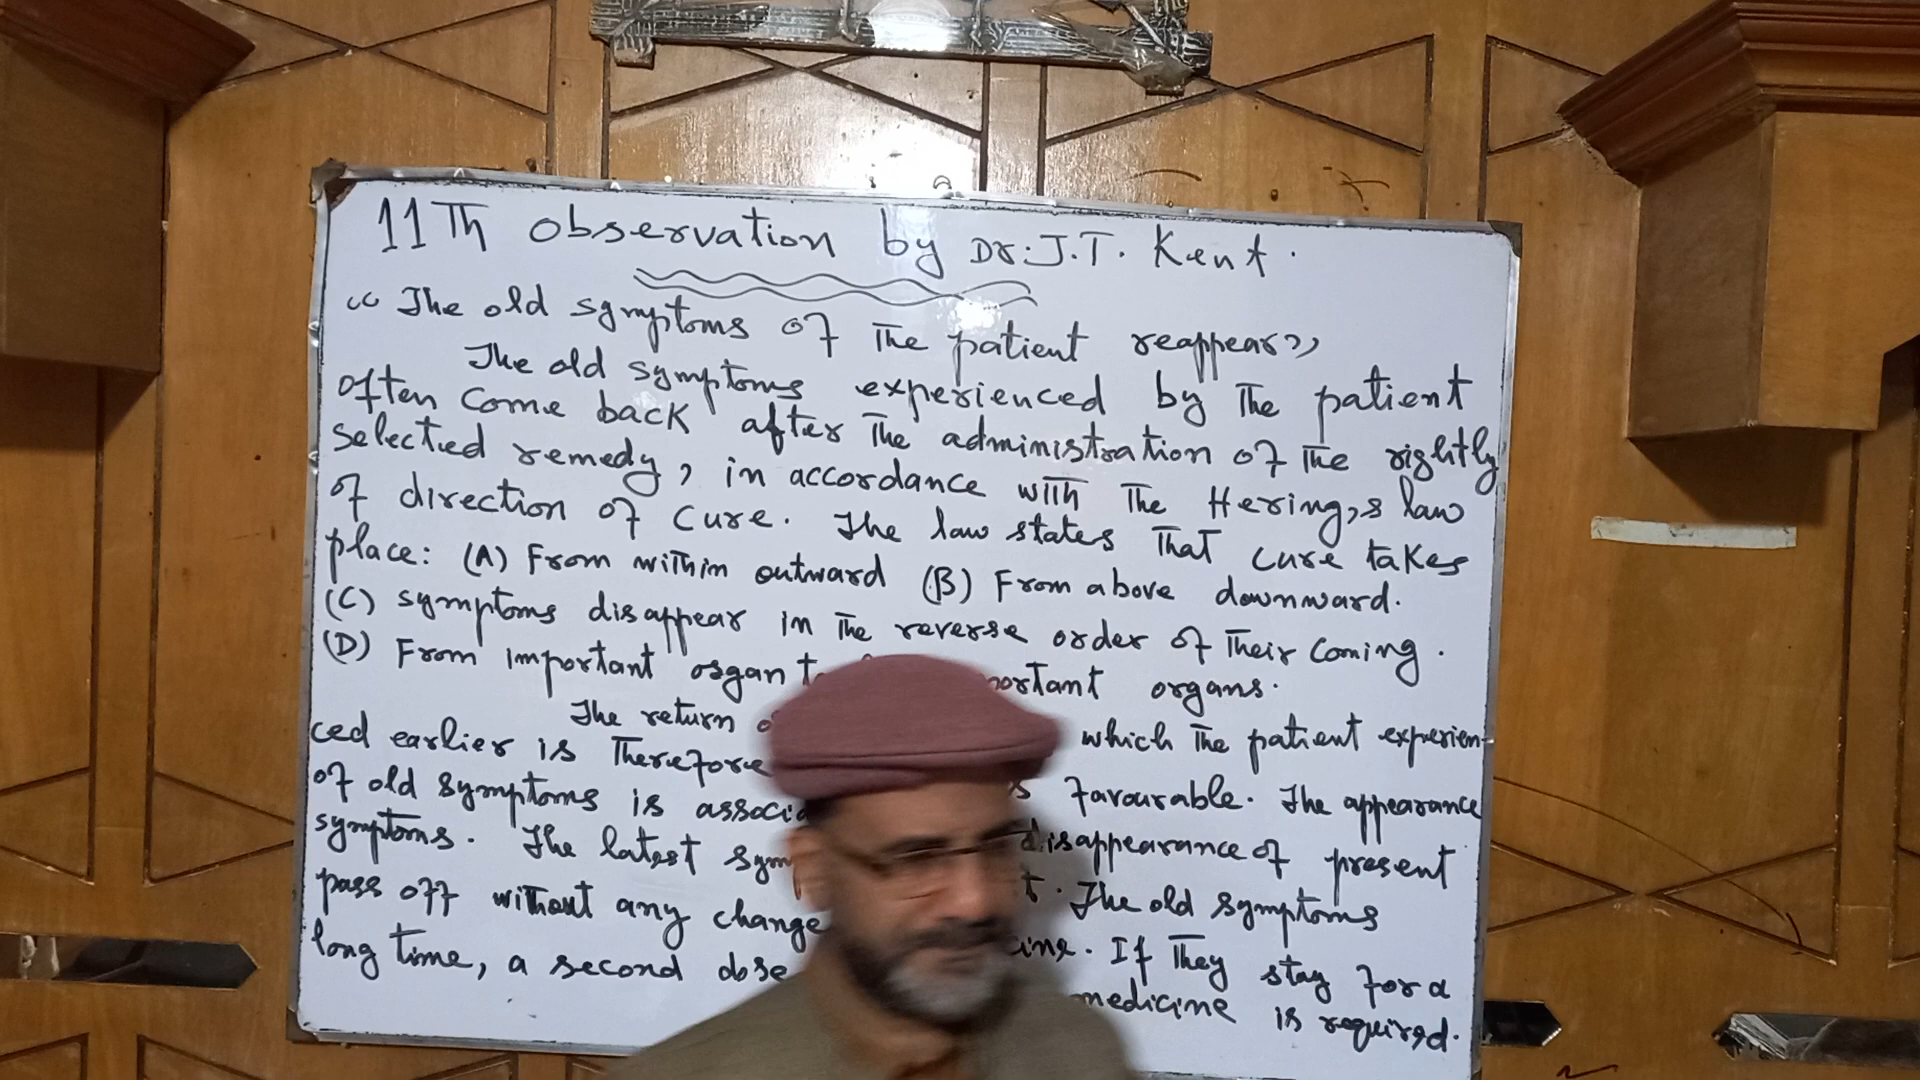 11Th observation by Dr: J.T. Kent.
“The old symptoms of The patient reappear”
The old symptoms experienced by The patient
often come back after The administration of The rightly
selected remedy, in accordance with The Hering,s law
of direction of cure. The law states That cure takes
place: (A) From within outward (B) From above downward.
(C) symptoms disappear in The reverse order of Their coming.
(D) From important organ organs.
The return which The patient experien-
ced earlier is Therefore favourable. The appearance
of old symptoms is disappearance of present
symptoms. The latest The old symptoms
pass off without any change If They stay for a
long time, a second dose medicine is required.